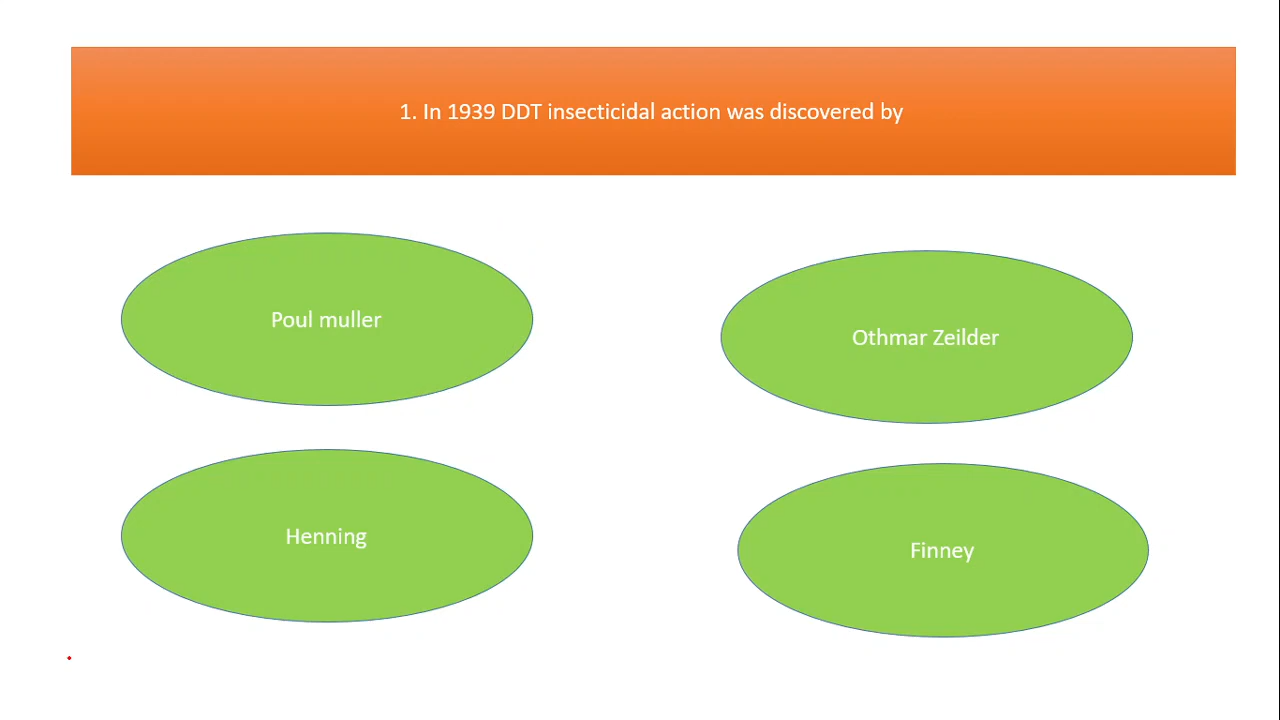 1. In 1939 DDT insecticidal action was discovered by
Poul muller
Othmar Zeilder
Henning
Finney